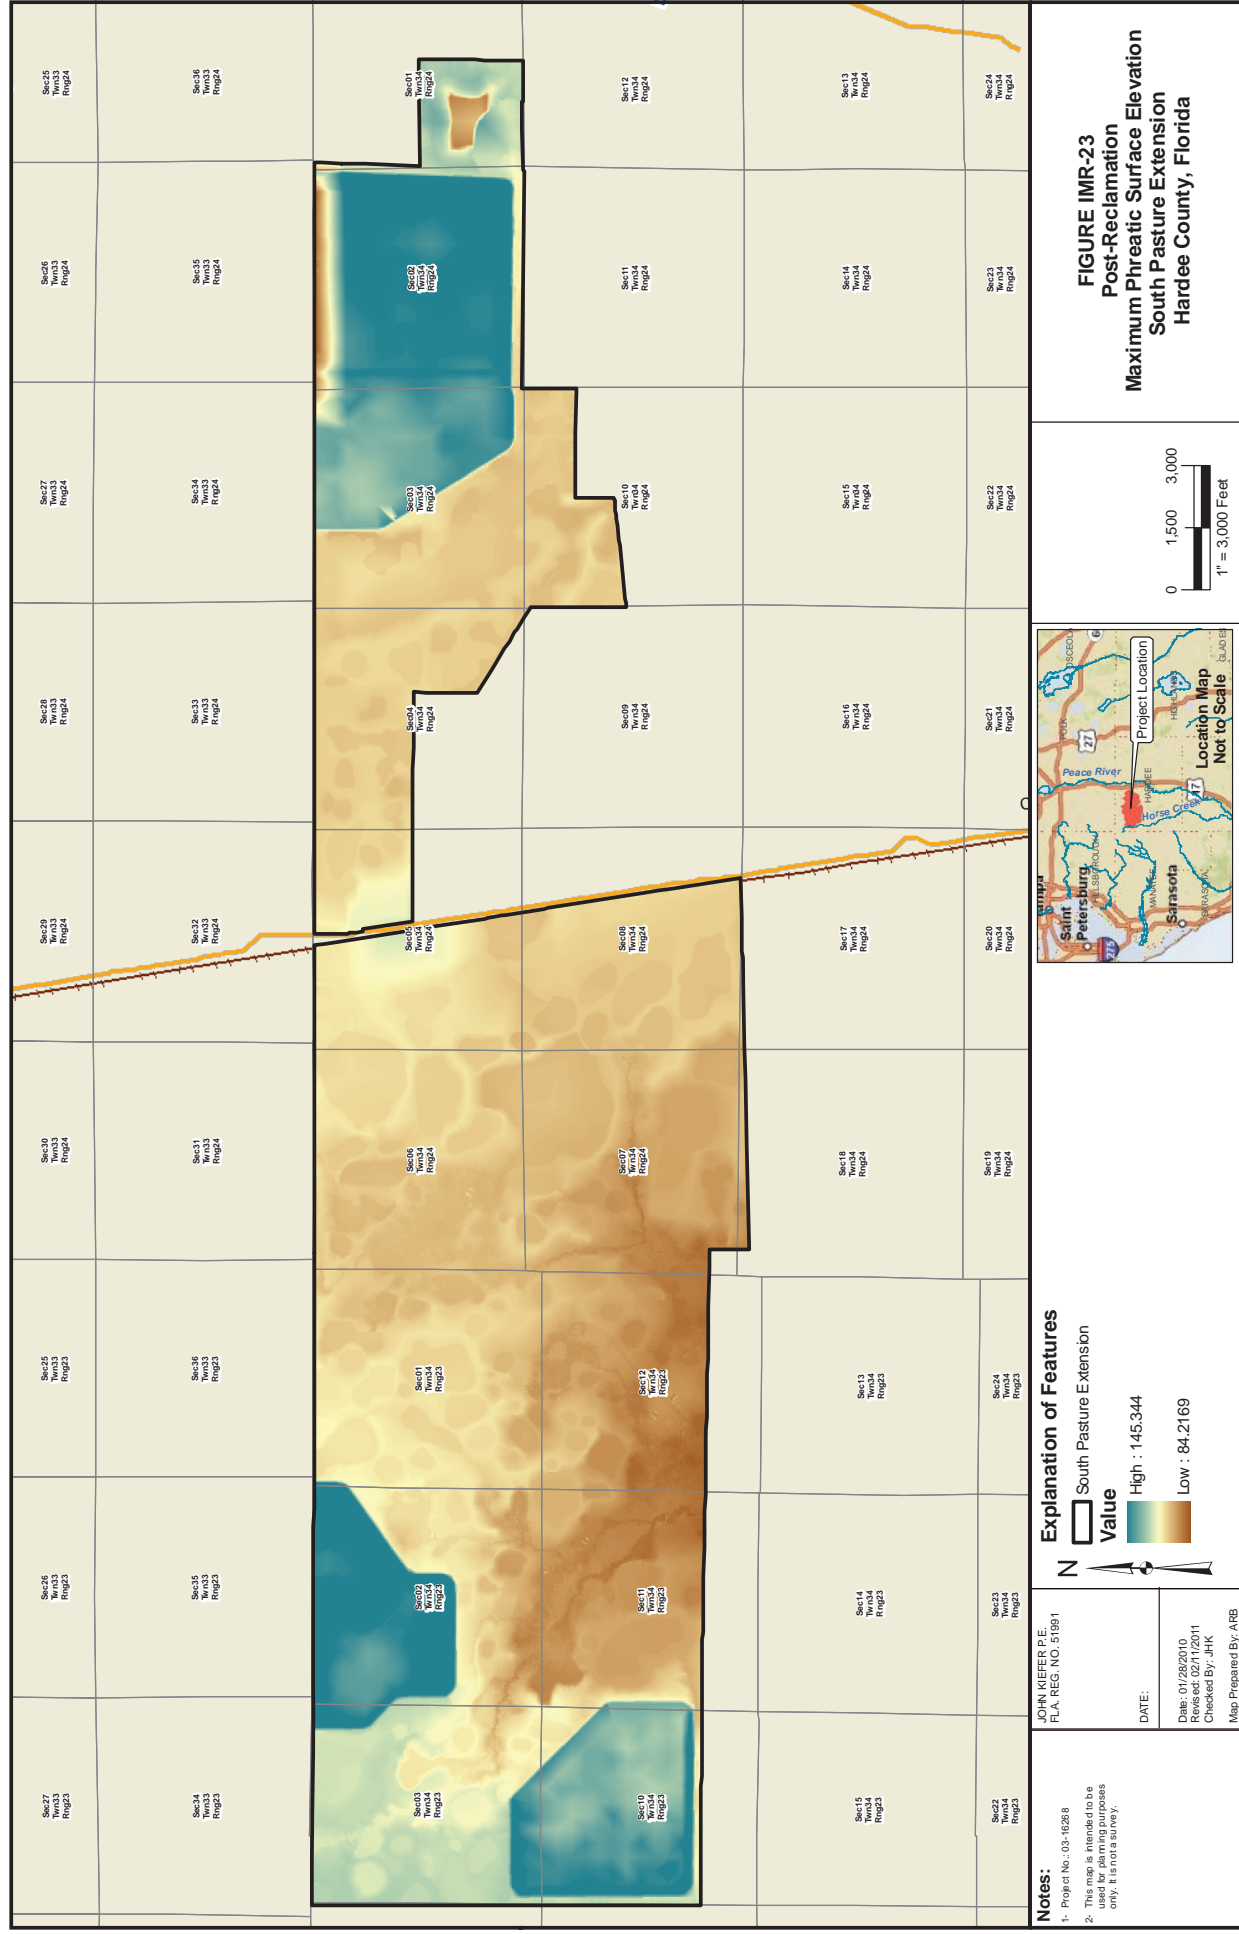 Sec25
Twn33
Rng24
Sec36
Twn33
Rng24
Sec01
Twn34
Rng24
Sec12
Twn34
Rng24
Sec13
Twn34
Rng24
Sec24
Twn34
Rng24
Sec26
Twn33
Rng24
Sec35
Twn33
Rng24
Sec02
Twn34
Rng24
Sec11
Twn34
Rng24
Sec14
Twn34
Rng24
Sec23
Twn34
Rng24
Sec27
Twn33
Rng24
Sec34
Twn33
Rng24
Sec03
Twn34
Rng24
Sec10
Twn34
Rng24
Sec15
Twn34
Rng24
Sec22
Twn34
Rng24
Sec28
Twn33
Rng24
Sec33
Twn33
Rng24
Sec04
Twn34
Rng24
Sec09
Twn34
Rng24
Sec16
Twn34
Rng24
Sec21
Twn34
Rng24
Sec29
Twn33
Rng24
Sec32
Twn33
Rng24
Sec05
Twn34
Rng24
Sec08
Twn34
Rng24
Sec17
Twn34
Rng24
Sec20
Twn34
Rng24
Sec30
Twn33
Rng24
Sec31
Twn33
Rng24
Sec06
Twn34
Rng24
Sec07
Twn34
Rng24
Sec18
Twn34
Rng24
Sec19
Twn34
Rng24
Sec25
Twn33
Rng23
Sec36
Twn33
Rng23
Sec01
Twn34
Rng23
Sec12
Twn34
Rng23
Sec13
Twn34
Rng23
Sec24
Twn34
Rng23
Sec26
Twn33
Rng23
Sec35
Twn33
Rng23
Sec02
Twn34
Rng23
Sec11
Twn34
Rng23
Sec14
Twn34
Rng23
Sec23
Twn34
Rng23
Sec27
Twn33
Rng23
Sec34
Twn33
Rng23
Sec03
Twn34
Rng23
Sec10
Twn34
Rng23
Sec15
Twn34
Rng23
Sec22
Twn34
Rng23
Notes:
1- Project No.: 03-16268
2- This map is intended to be
used for planning purposes
only. It is not a survey.
JOHN KIEFER P.E.
FLA. REG. NO. 51991
DATE:
Date: 01/28/2010
Revised: 02/11/2011
Checked By: JHK
Map Prepared By: ARB
N
Explanation of Features
South Pasture Extension
Value
High : 145.344
Low : 84.2169
Saint
Petersburg
HILLSBOROUGH
MANATEE
Sarasota
SARASOTA
275
Peace River
Horse Creek
HARDEE
POLK
27
17
OSCEOLA
HIGHLANDS
GLADES
Project Location
Location Map
Not to Scale
0 1,500 3,000
1" = 3,000 Feet
FIGURE IMR-23
Post-Reclamation
Maximum Phreatic Surface Elevation
South Pasture Extension
Hardee County, Florida